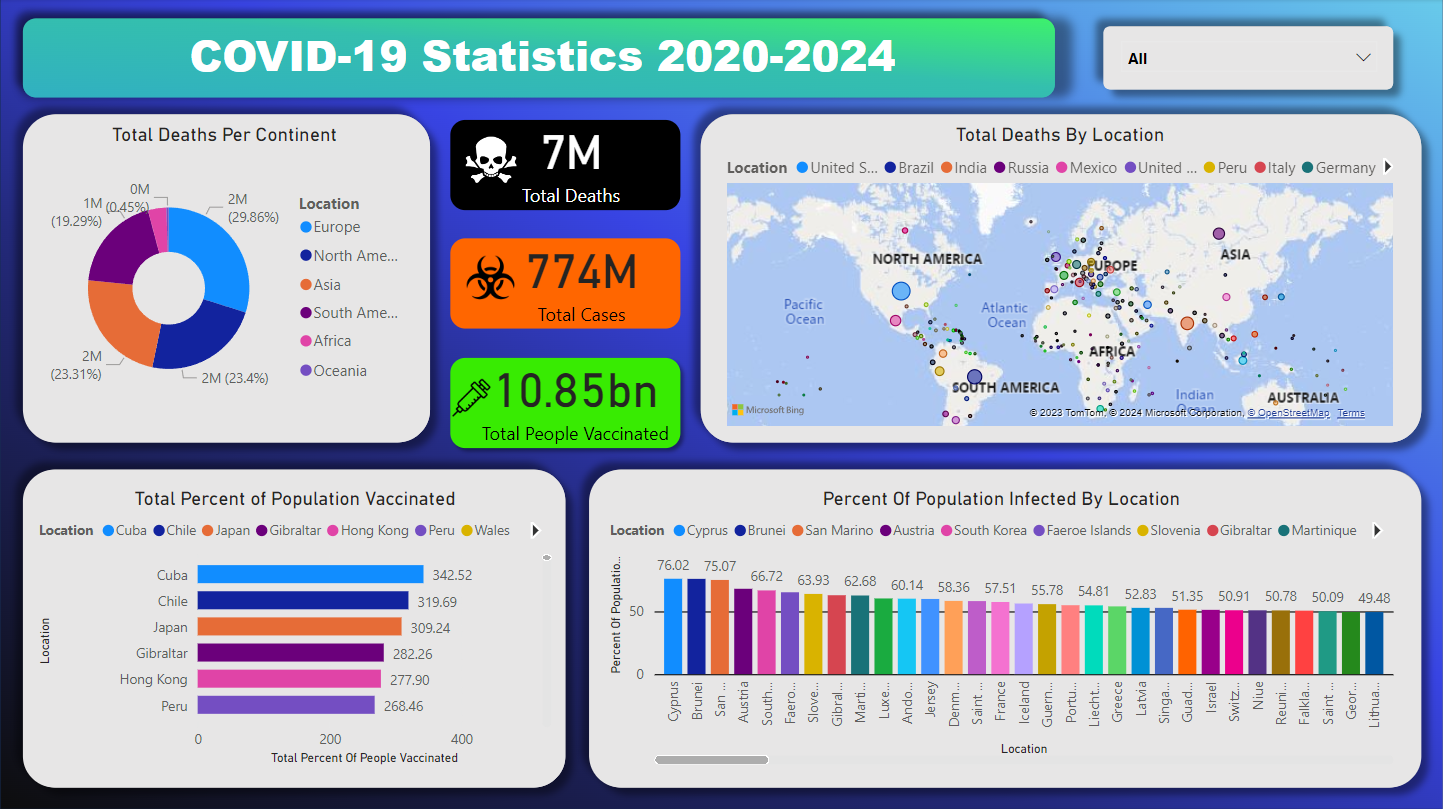 COVID-19 Statistics 2020-2024
All
Total Deaths Per Continent
0M
(0.45%)
1M
(19.29%)
2M
(29.86%)
2M
(23.31%)
2M (23.4%)
Location
Europe
North Ame...
Asia
South Ame...
Africa
Oceania
7M
Total Deaths
774M
Total Cases
10.85bn
Total People Vaccinated
Total Deaths By Location
Location United S... Brazil India Russia Mexico United ... Peru Italy Germany
NORTH AMERICA
EUROPE
ASIA
Pacific
Ocean
Atlantic
Ocean
AFRICA
SOUTH AMERICA
Indian
Ocean
AUSTRALIA
Microsoft Bing
© 2023 TomTom, © 2024 Microsoft Corporation, © OpenStreetMap Terms
Total Percent of Population Vaccinated
Location Cuba Chile Japan Gibraltar Hong Kong Peru Wales
Location
Cuba 342.52
Chile 319.69
Japan 309.24
Gibraltar 282.26
Hong Kong 277.90
Peru 268.46
0 200 400
Total Percent Of People Vaccinated
Percent Of Population Infected By Location
Location Cyprus Brunei San Marino Austria South Korea Faeroe Islands Slovenia Gibraltar Martinique
Percent Of Populatio...
50
0
76.02 75.07 66.72 63.93 62.68 60.14 58.36 57.51 55.78 54.81 52.83 51.35 50.91 50.78 50.09 49.48
Cyprus Brunei San ... Austria South... Faero... Slove... Gibral... Marti... Luxe... Ando... Jersey Denm... Saint ... France Iceland Guern... Portu... Liecht... Greece Latvia Singa... Guad... Israel Switz... Niue Reuni... Falkla... Saint ... Geor... Lithua...
Location